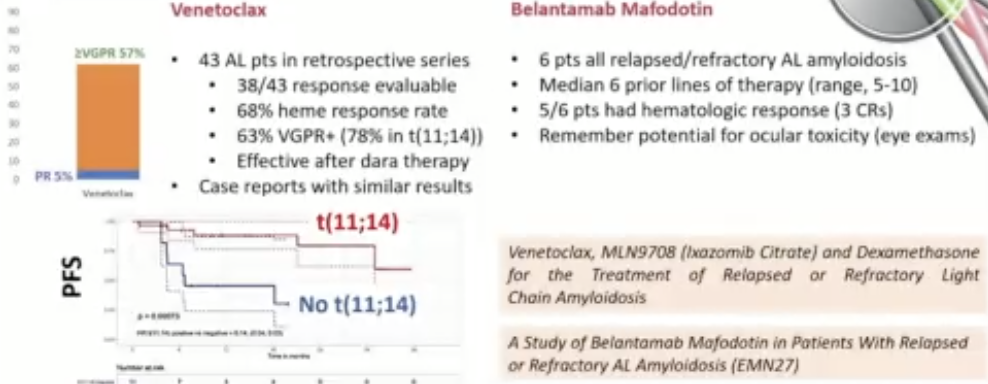 Venetoclax
Belantamab Mafodotin
90
80
70
60
50
40
30
20
10
0
≥VGPR 57%
PR 5%
Venetoclax
• 43 AL pts in retrospective series
• 38/43 response evaluable
• 68% heme response rate
• 63% VGPR+ (78% in t(11;14))
• Effective after dara therapy
• Case reports with similar results
• 6 pts all relapsed/refractory AL amyloidosis
• Median 6 prior lines of therapy (range, 5-10)
• 5/6 pts had hematologic response (3 CRs)
• Remember potential for ocular toxicity (eye exams)
PFS
t(11;14)
No t(11;14)
p = 0.00073
Time in months
Number at risk
Venetoclax, MLN9708 (Ixazomib Citrate) and Dexamethasone
for the Treatment of Relapsed or Refractory Light
Chain Amyloidosis
A Study of Belantamab Mafodotin in Patients With Relapsed
or Refractory AL Amyloidosis (EMN27)